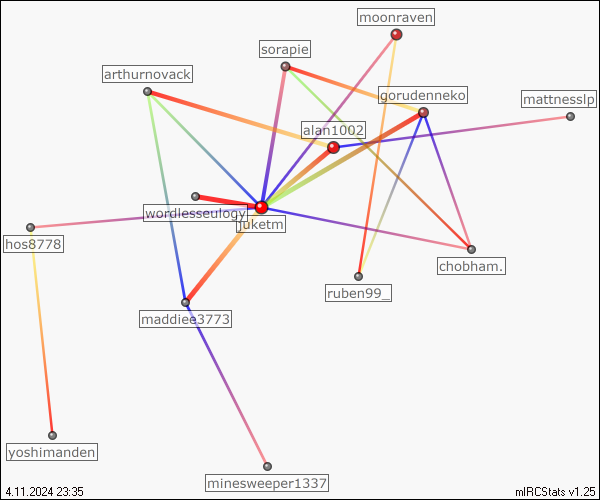 moonraven
sorapie
arthurnovack
gorudenneko
mattnesslp
alan1002
wordlesseulogy
juketm
hos8778
chobham.
ruben99_
maddiee3773
yoshimanden
minesweeper1337
4.11.2024 23:35
mIRCStats v1.25